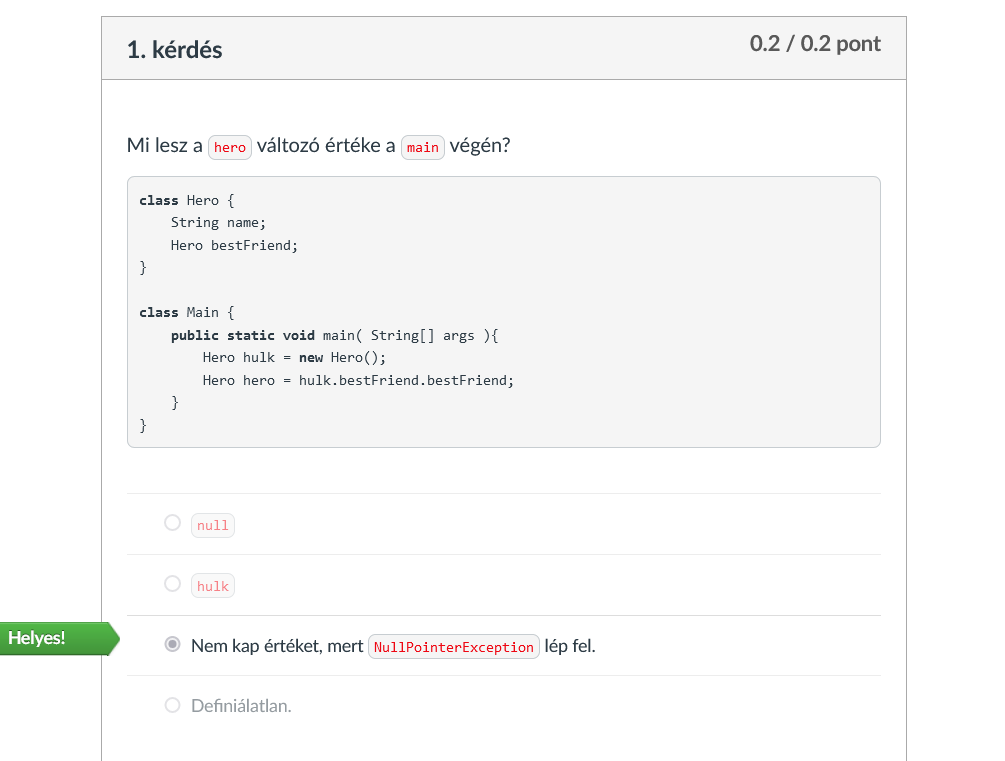 1. kérdés
0.2 / 0.2 pont
Mi lesz a hero változó értéke a main végén?
class Hero {
    String name;
    Hero bestFriend;
}

class Main {
    public static void main( String[] args ){
        Hero hulk = new Hero();
        Hero hero = hulk.bestFriend.bestFriend;
    }
}
null
hulk
Helyes!
Nem kap értéket, mert NullPointerException lép fel.
Definiálatlan.